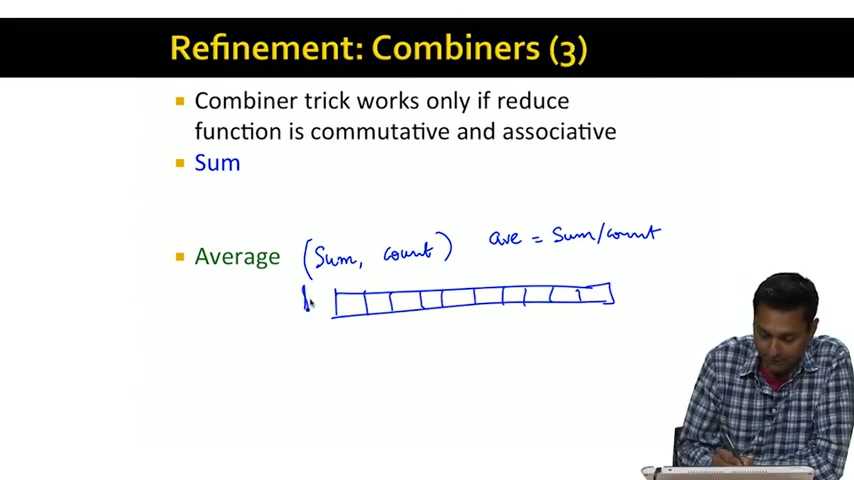 Refinement: Combiners (3)
Combiner trick works only if reduce
function is commutative and associative
Sum
Average (Sum, count) ave = Sum/count